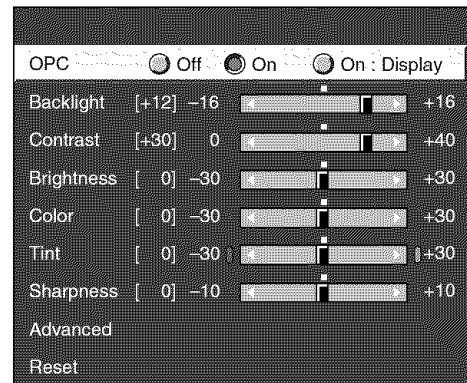 OPC Off On On : Display
Backlight [+12] –16 +16
Contrast [+30] 0 +40
Brightness [ 0] –30 +30
Color [ 0] –30 +30
Tint [ 0] –30 +30
Sharpness [ 0] –10 +10
Advanced
Reset